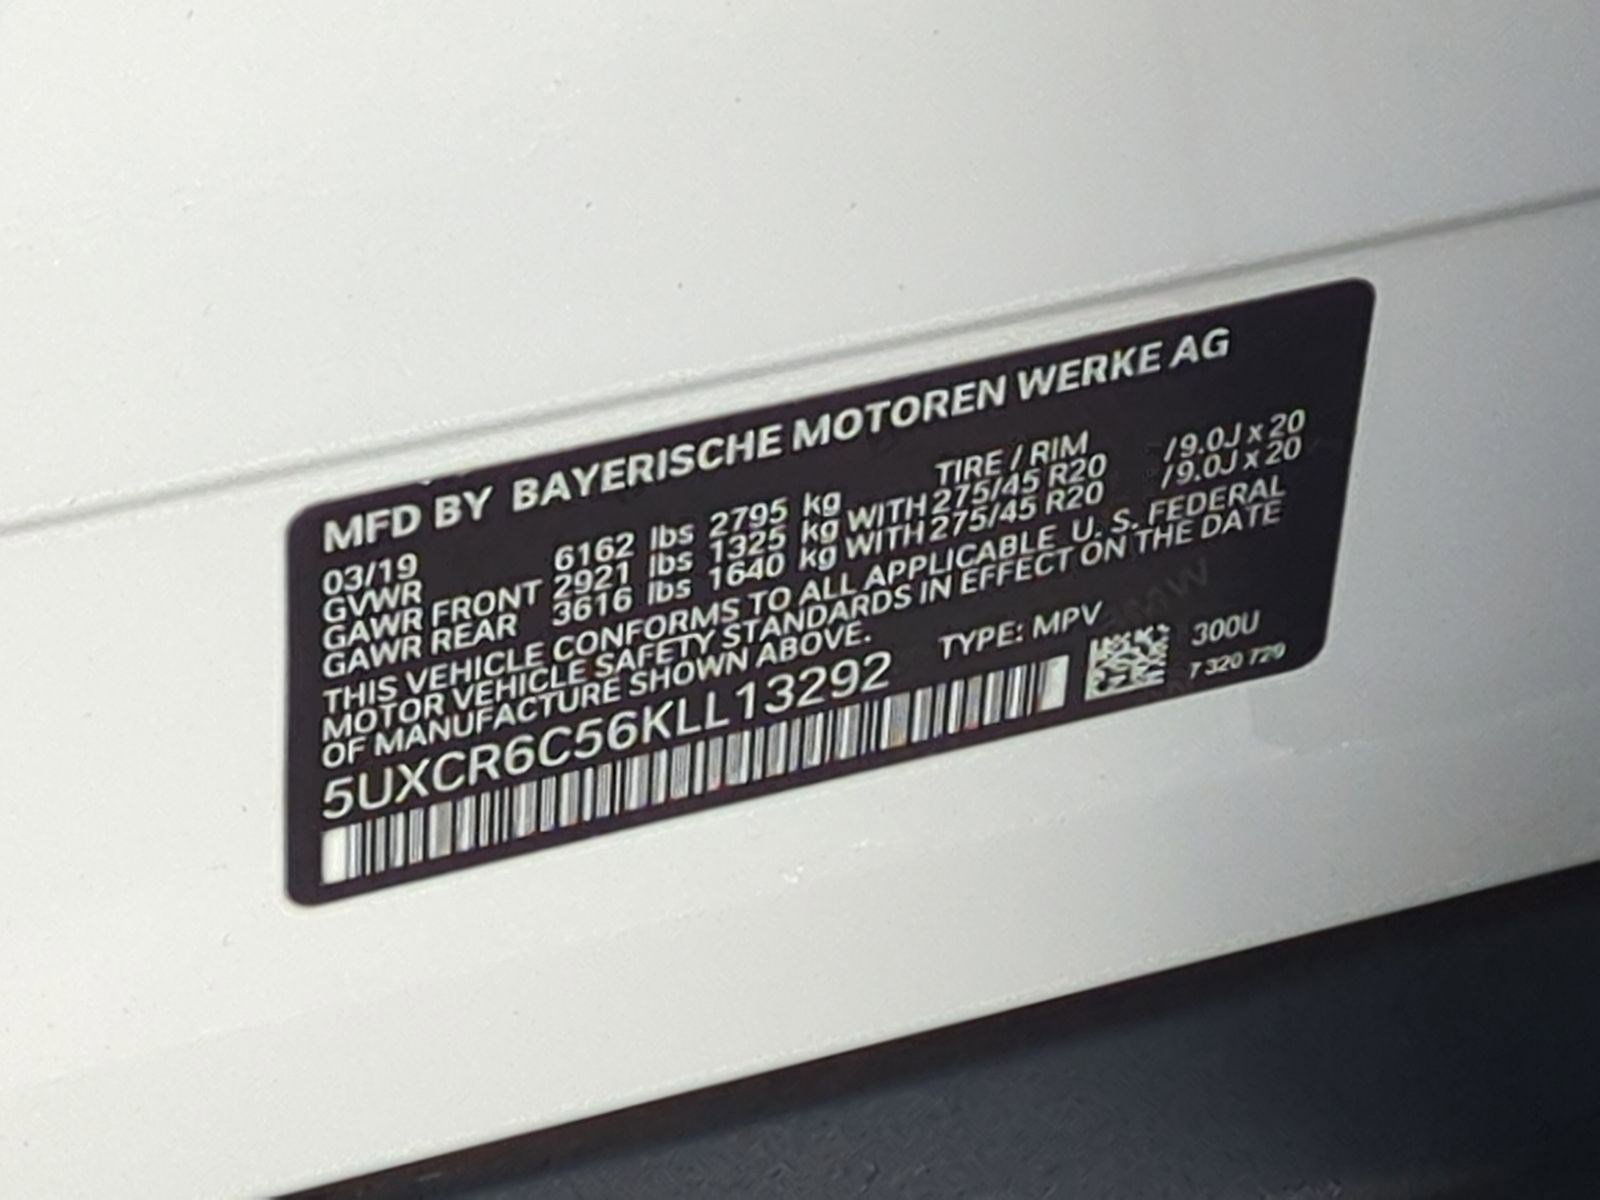 MFD BY BAYERISCHE MOTOREN WERKE AG
03/19 TIRE / RIM
GVWR 6162 lbs 2795 kg
GAWR FRONT 2921 lbs 1325 kg WITH 275/45 R20 /9.0J x 20
GAWR REAR 3616 lbs 1640 kg WITH 275/45 R20 /9.0J x 20
THIS VEHICLE CONFORMS TO ALL APPLICABLE U. S. FEDERAL
MOTOR VEHICLE SAFETY STANDARDS IN EFFECT ON THE DATE
OF MANUFACTURE SHOWN ABOVE.
5UXCR6C56KLL13292 TYPE: MPV
300U
7 320 729